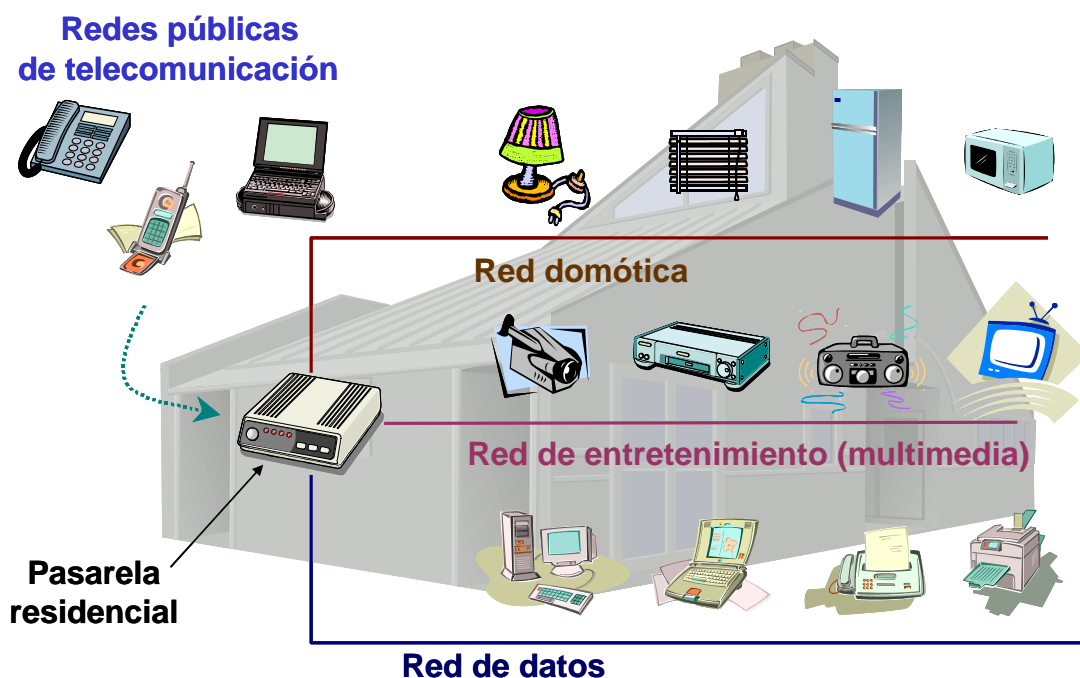 Redes públicas
de telecomunicación
Red domótica
Red de entretenimiento (multimedia)
Pasarela
residencial
Red de datos